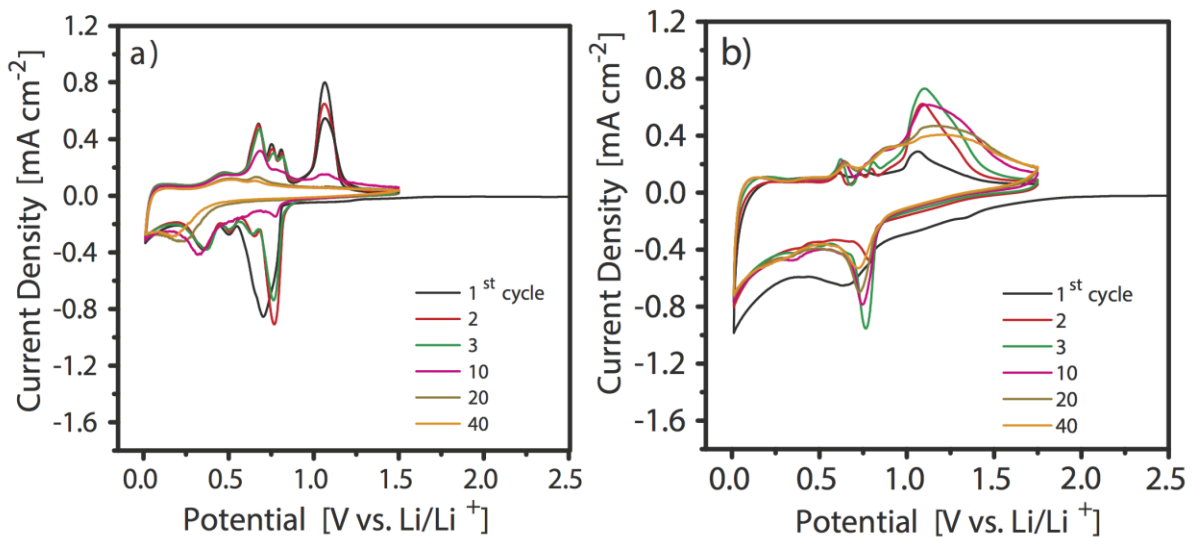 a)
Current Density [mA cm⁻²]
1.2
0.8
0.4
0.0
-0.4
-0.8
-1.2
-1.6
1 st cycle
2
3
10
20
40
0.0 0.5 1.0 1.5 2.0 2.5
Potential [V vs. Li/Li ⁺]
b)
Current Density [mA cm⁻²]
1.2
0.8
0.4
0.0
-0.4
-0.8
-1.2
-1.6
1 st cycle
2
3
10
20
40
0.0 0.5 1.0 1.5 2.0 2.5
Potential [V vs. Li/Li ⁺]